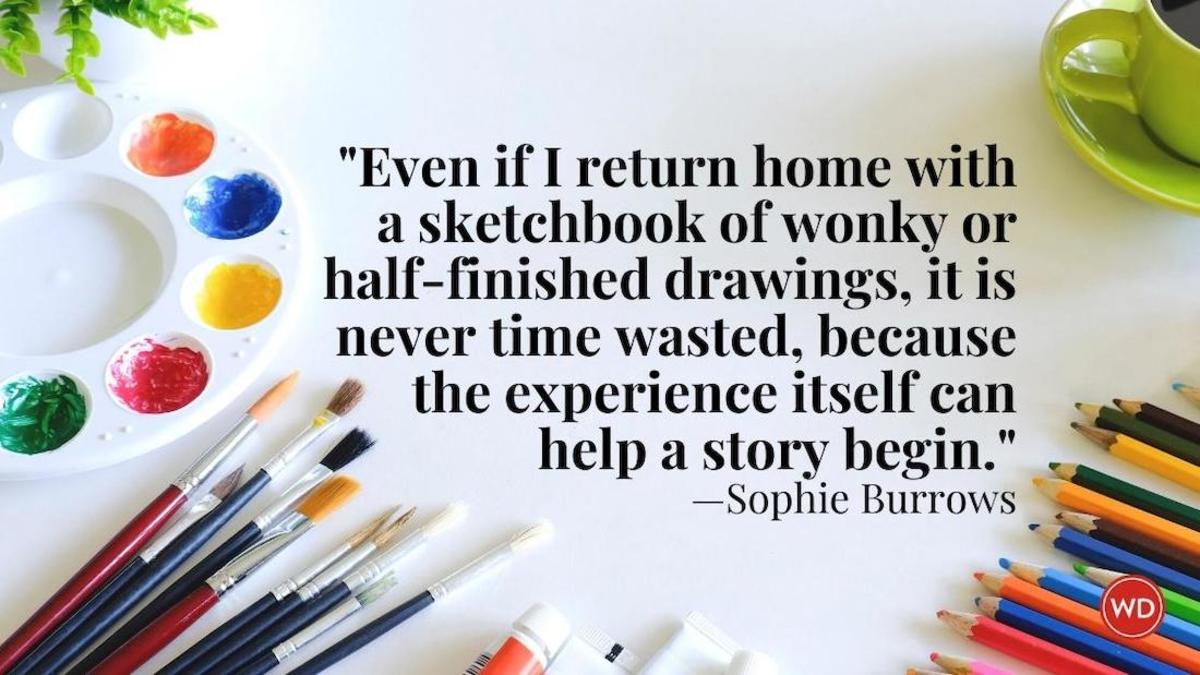 "Even if I return home with
a sketchbook of wonky or
half-finished drawings, it is
never time wasted, because
the experience itself can
help a story begin."
—Sophie Burrows
WD